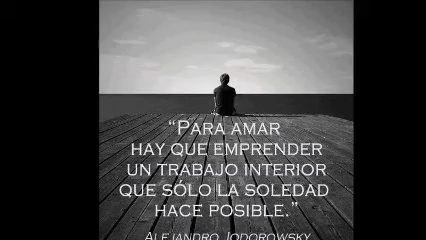 “PARA AMAR
HAY QUE EMPRENDER
UN TRABAJO INTERIOR
QUE SÓLO LA SOLEDAD
HACE POSIBLE.”
ALEJANDRO JODOROWSKY